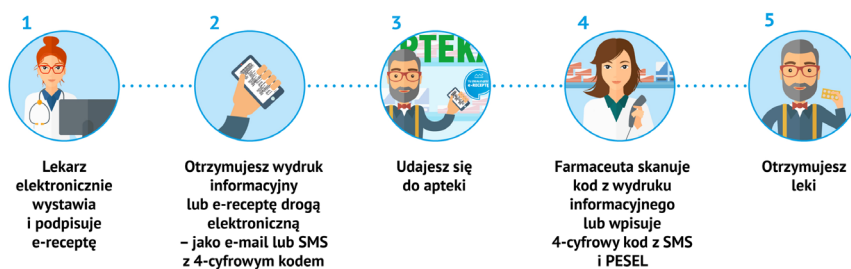 1
Lekarz
elektronicznie
wystawia
i podpisuje
e-receptę
2
Otrzymujesz wydruk
informacyjny
lub e-receptę drogą
elektroniczną
– jako e-mail lub SMS
z 4-cyfrowym kodem
3
PTEKA
e-RECEPTĘ
Udajesz się
do apteki
4
Farmaceuta skanuje
kod z wydruku
informacyjnego
lub wpisuje
4-cyfrowy kod z SMS
i PESEL
5
Otrzymujesz
leki